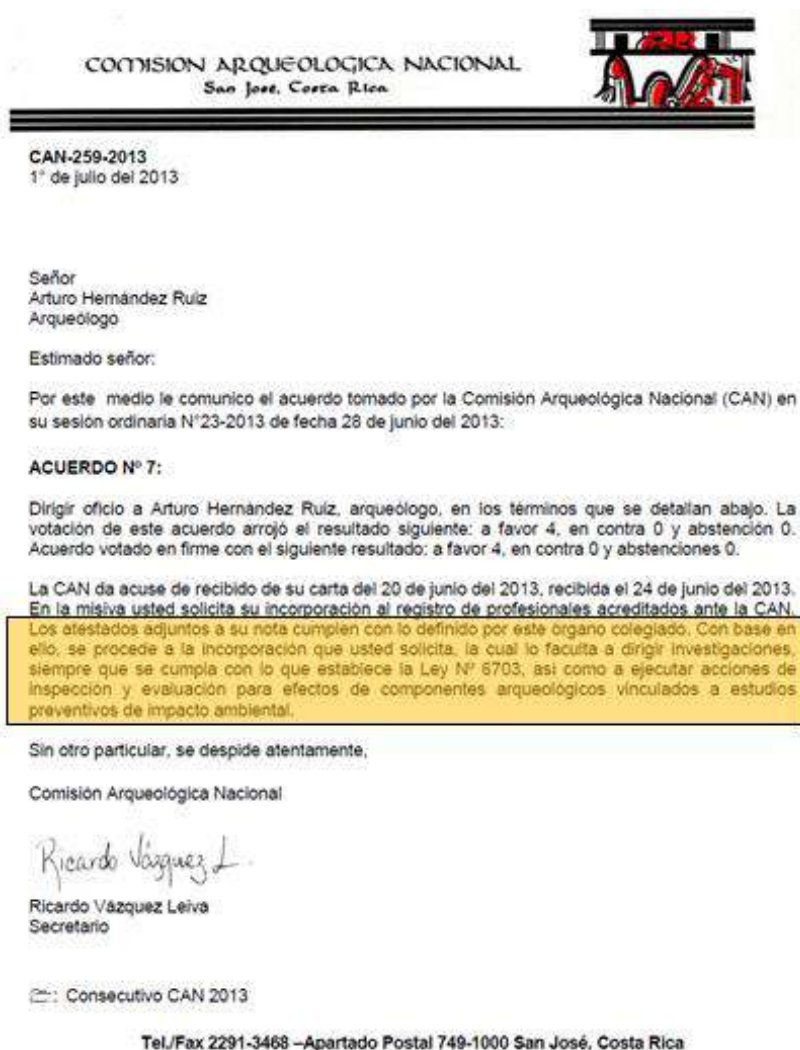 COMISION ARQUEOLOGICA NACIONAL
San José, Costa Rica
CAN-259-2013
1° de julio del 2013
Señor
Arturo Hernández Ruiz
Arqueólogo
Estimado señor:
Por este medio le comunico el acuerdo tomado por la Comisión Arqueológica Nacional (CAN) en
su sesión ordinaria N°23-2013 de fecha 28 de junio del 2013:
ACUERDO Nº 7:
Dirigir oficio a Arturo Hernández Ruiz, arqueólogo, en los términos que se detallan abajo. La
votación de este acuerdo arrojó el resultado siguiente: a favor 4, en contra 0 y abstención 0.
Acuerdo votado en firme con el siguiente resultado: a favor 4, en contra 0 y abstenciones 0.
La CAN da acuse de recibido de su carta del 20 de junio del 2013, recibida el 24 de junio del 2013.
En la misiva usted solicita su incorporación al registro de profesionales acreditados ante la CAN.
Los atestados adjuntos a su nota cumplen con lo definido por este órgano colegiado. Con base en
ello, se procede a la incorporación que usted solicita, la cual lo faculta a dirigir investigaciones,
siempre que se cumpla con lo que establece la Ley Nº 6703, así como a ejecutar acciones de
inspección y evaluación para efectos de componentes arqueológicos vinculados a estudios
preventivos de impacto ambiental.
Sin otro particular, se despide atentamente,
Comisión Arqueológica Nacional
Ricardo Vázquez L.
Ricardo Vázquez Leiva
Secretario
: Consecutivo CAN 2013
Tel./Fax 2291-3468 –Apartado Postal 749-1000 San José, Costa Rica